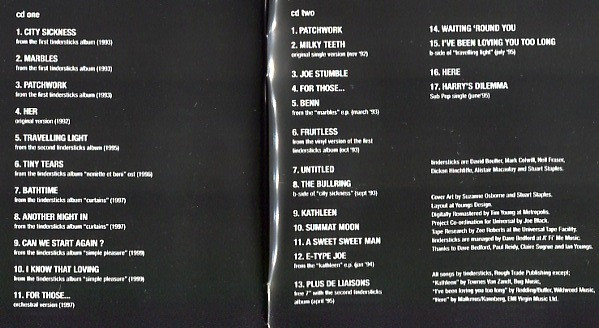 cd one
1. CITY SICKNESS
from the first tindersticks album (1993)
2. MARBLES
from the first tindersticks album (1993)
3. PATCHWORK
from the first tindersticks album (1993)
4. HER
original version (1992)
5. TRAVELLING LIGHT
from the second tindersticks album (1995)
6. TINY TEARS
from the tindersticks album "nenette et boni" ost (1996)
7. BATHTIME
from the tindersticks album "curtains" (1997)
8. ANOTHER NIGHT IN
from the tindersticks album "curtains" (1997)
9. CAN WE START AGAIN ?
from the tindersticks album "simple pleasure" (1999)
10. I KNOW THAT LOVING
from the tindersticks album "simple pleasure" (1999)
11. FOR THOSE...
orchestral version (1997)
cd two
1. PATCHWORK
2. MILKY TEETH
original single version (nov '92)
3. JOE STUMBLE
4. FOR THOSE...
5. BENN
from the "marbles" e.p. (march '93)
6. FRUITLESS
from the vinyl version of the first
tindersticks album (oct '93)
7. UNTITLED
8. THE BULLRING
b-side of "city sickness" (sept '93)
9. KATHLEEN
10. SUMMAT MOON
11. A SWEET SWEET MAN
12. E-TYPE JOE
from the "kathleen" e.p. (jan '94)
13. PLUS DE LIAISONS
free 7" with the second tindersticks
album (april '95)
14. WAITING 'ROUND YOU
15. I'VE BEEN LOVING YOU TOO LONG
b-side of "travelling light" (july '95)
16. HERE
17. HARRY'S DILEMMA
Sub Pop single (june '95)
tindersticks are David Boulter, Mark Colwill, Neil Fraser,
Dickon Hinchliffe, Alistair Macaulay and Stuart Staples.
Cover Art by Suzanne Osborne and Stuart Staples.
Layout at Youngs Design.
Digitally Remastered by Tim Young at Metropolis.
Project Co-ordination for Universal by Joe Black.
Tape Research by Zoe Roberts at the Universal Tape Facility.
tindersticks are managed by Dave Bedford at Me Music.
Thanks to Dave Bedford, Paul Reidy, Claire Sugrue and Ian Youngs.
All songs by tindersticks, Rough Trade Publishing except;
"Kathleen" by Townes Van Zandt, Bug Music,
"I've been loving you too long" by Redding/Butler, Wildwood Music,
"Here" by Malkmus/Kannberg, EMI Virgin Music Ltd.